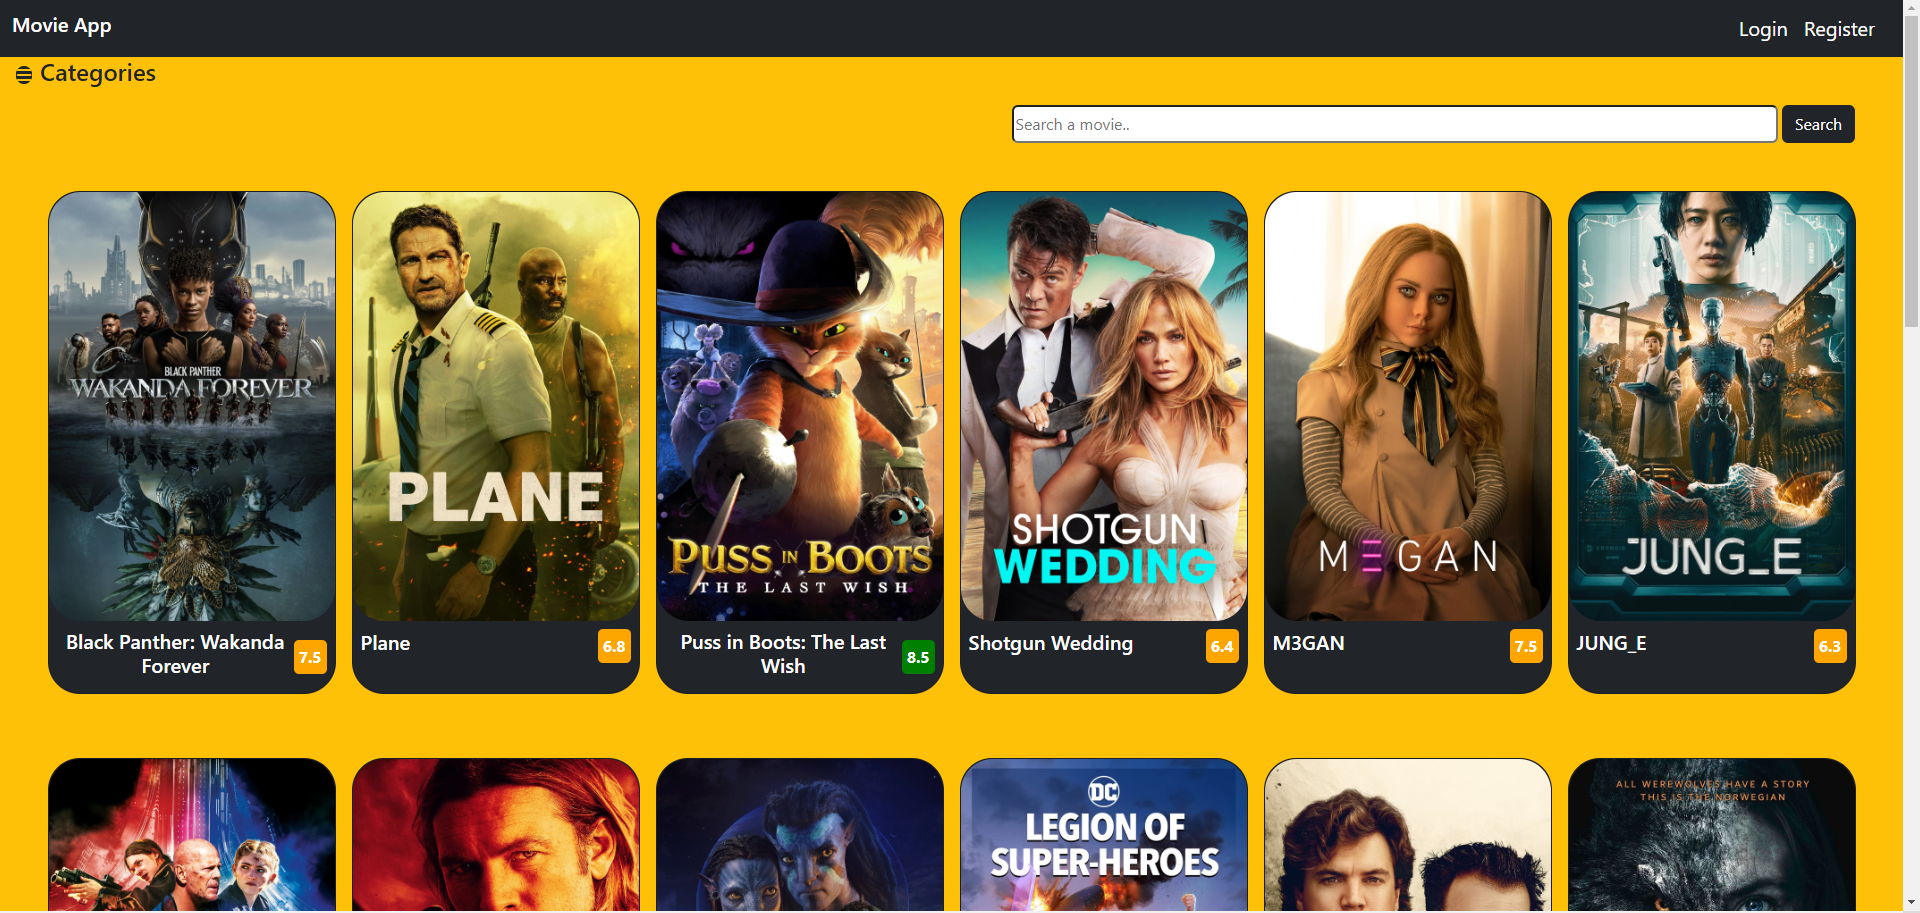 Movie App
Login Register
Categories
Search a movie..
Search
BLACK PANTHER
WAKANDA FOREVER
PLANE
PUSS IN BOOTS
THE LAST WISH
SHOTGUN
WEDDING
M3GAN
JUNG_E
Black Panther: Wakanda
Forever
7.5
Plane
6.8
Puss in Boots: The Last
Wish
8.5
Shotgun Wedding
6.4
M3GAN
7.5
JUNG_E
6.3
DC
LEGION OF
SUPER-HEROES
ALL WEREWOLVES HAVE A STORY
THIS IS THE NORWEGIAN